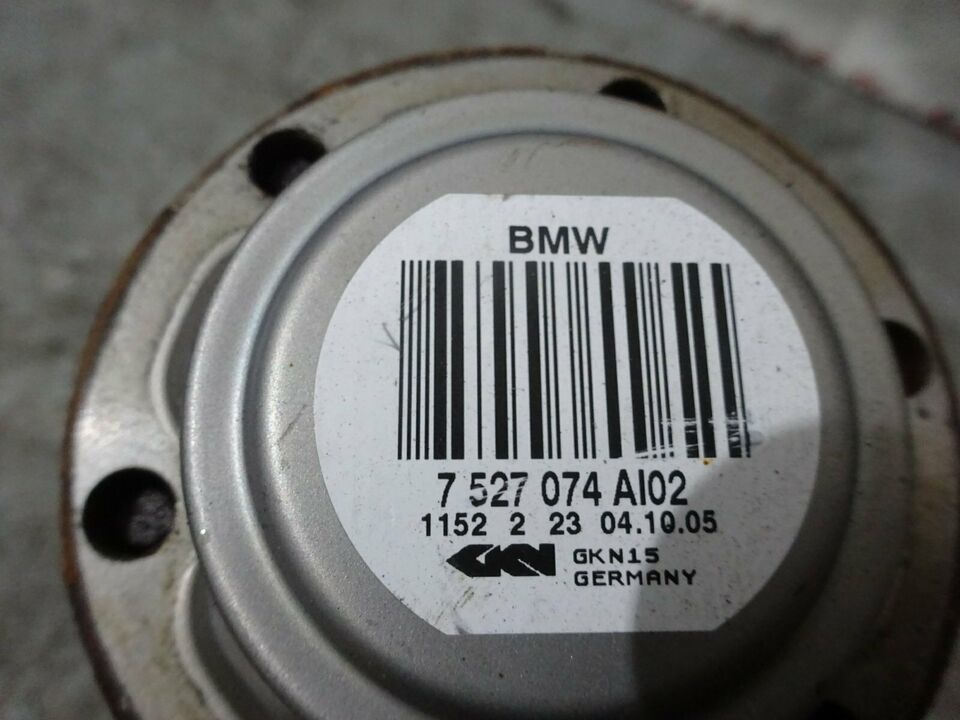 BMW
7 527 074 AI02
1152 2 23 04.10.05
GKN GKN15
GERMANY